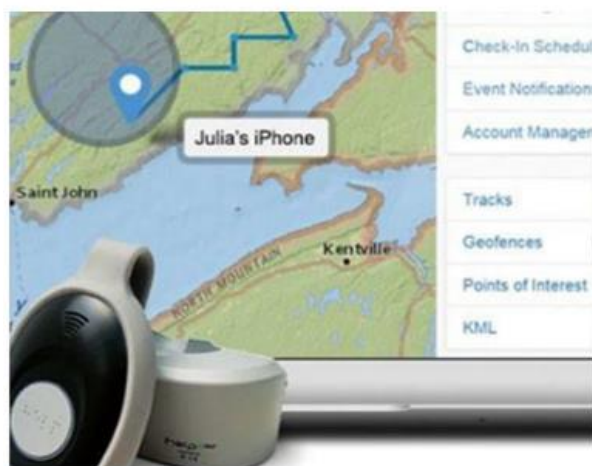 Check-In Schedul
Event Notification
Account Manager
Julia's iPhone
Saint John
Tracks
Geofences
Kentville
NORTH MOUNTAIN
Points of Interest
KML